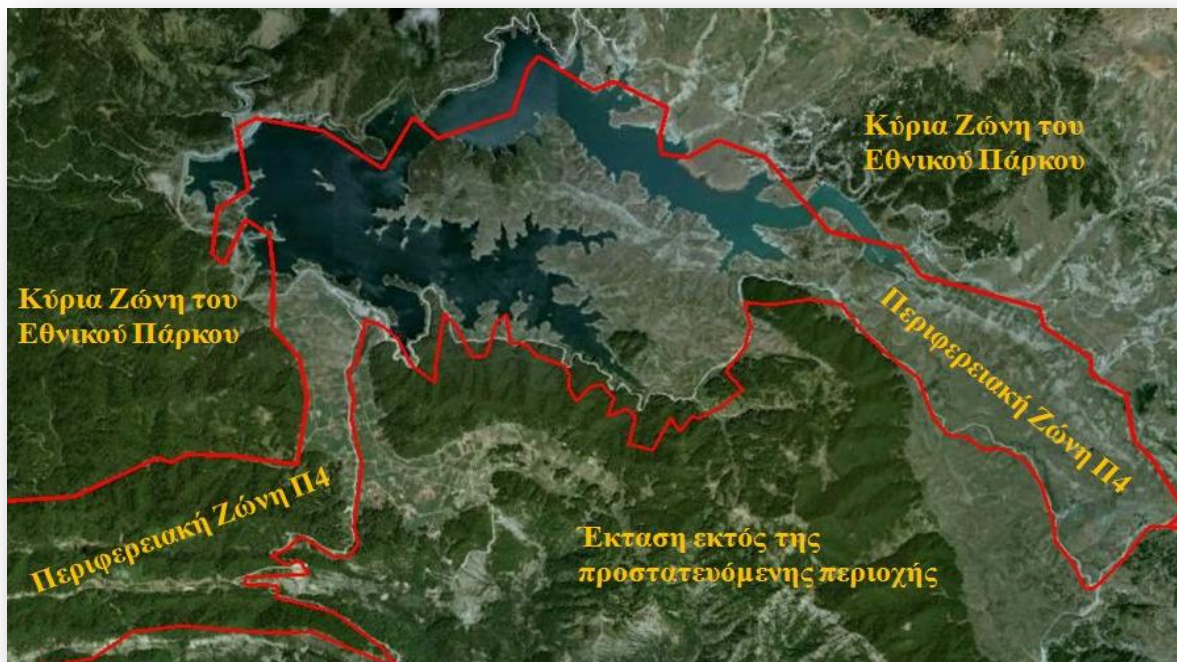 Κύρια Ζώνη του
Εθνικού Πάρκου
Κύρια Ζώνη του
Εθνικού Πάρκου
Περιφερειακή Ζώνη Π4
Περιφερειακή Ζώνη Π4
Έκταση εκτός της
προστατευόμενης περιοχής